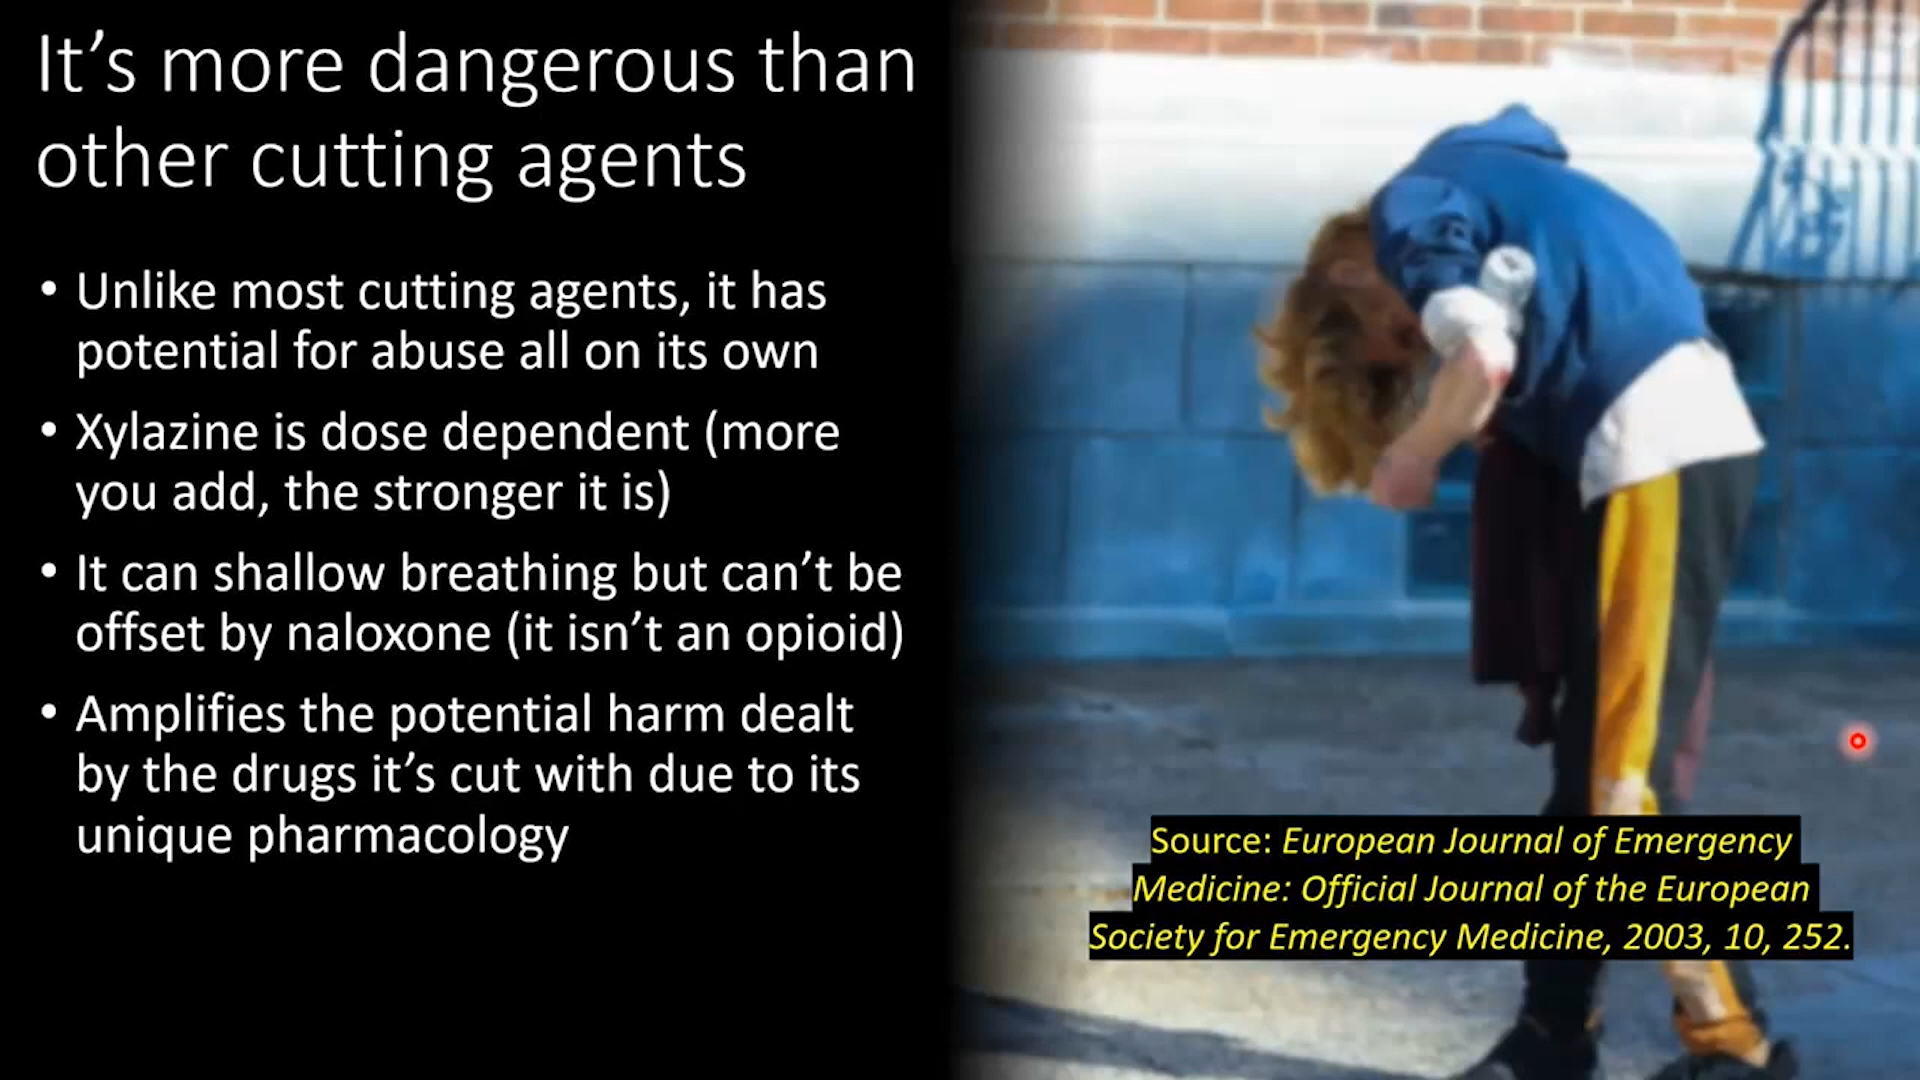 It’s more dangerous than
other cutting agents
• Unlike most cutting agents, it has
potential for abuse all on its own
• Xylazine is dose dependent (more
you add, the stronger it is)
• It can shallow breathing but can’t be
offset by naloxone (it isn’t an opioid)
• Amplifies the potential harm dealt
by the drugs it’s cut with due to its
unique pharmacology
Source: European Journal of Emergency
Medicine: Official Journal of the European
Society for Emergency Medicine, 2003, 10, 252.